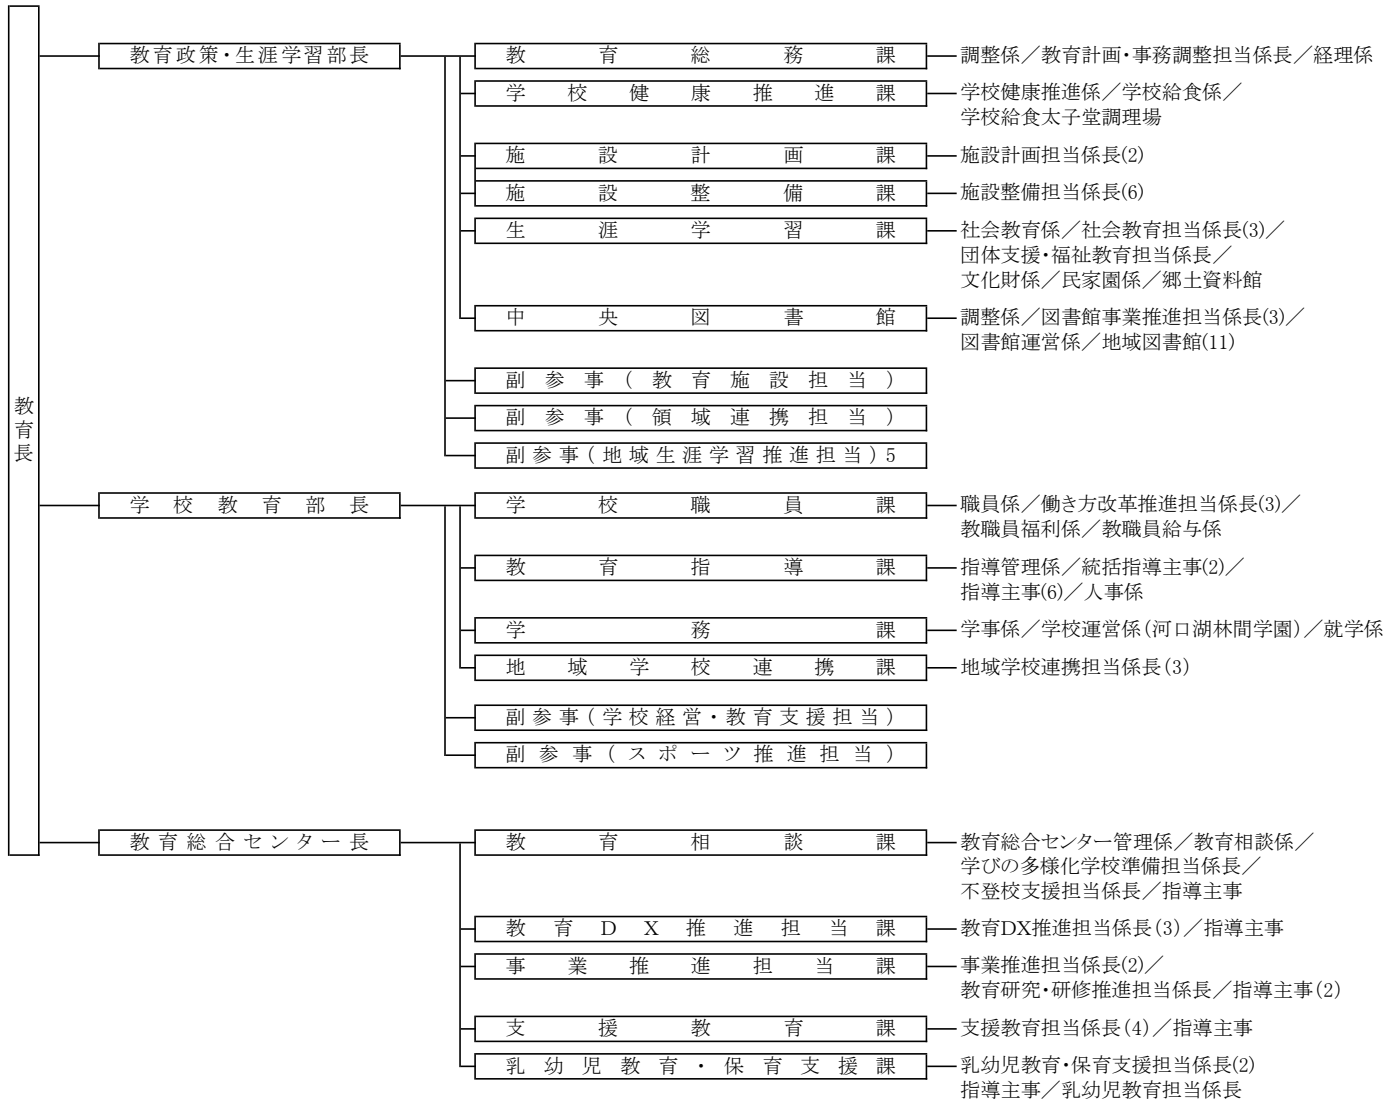 教育長
教育政策・生涯学習部長
教育総務課
調整係／教育計画・事務調整担当係長／経理係
学校健康推進課
学校健康推進係／学校給食係／
学校給食太子堂調理場
施設計画課
施設計画担当係長(2)
施設整備課
施設整備担当係長(6)
生涯学習課
社会教育係／社会教育担当係長(3)／
団体支援・福祉教育担当係長／
文化財係／民家園係／郷土資料館
中央図書館
調整係／図書館事業推進担当係長(3)／
図書館運営係／地域図書館(11)
副参事(教育施設担当)
副参事(領域連携担当)
副参事(地域生涯学習推進担当)5
学校教育部長
学校職員課
職員係／働き方改革推進担当係長(3)／
教職員福利係／教職員給与係
教育指導課
指導管理係／統括指導主事(2)／
指導主事(6)／人事係
学務課
学事係／学校運営係(河口湖林間学園)／就学係
地域学校連携課
地域学校連携担当係長(3)
副参事(学校経営・教育支援担当)
副参事(スポーツ推進担当)
教育総合センター長
教育相談課
教育総合センター管理係／教育相談係／
学びの多様化学校準備担当係長／
不登校支援担当係長／指導主事
教育DX推進担当課
教育DX推進担当係長(3)／指導主事
事業推進担当課
事業推進担当係長(2)／
教育研究・研修推進担当係長／指導主事(2)
支援教育課
支援教育担当係長(4)／指導主事
乳幼児教育・保育支援課
乳幼児教育・保育支援担当係長(2)
指導主事／乳幼児教育担当係長